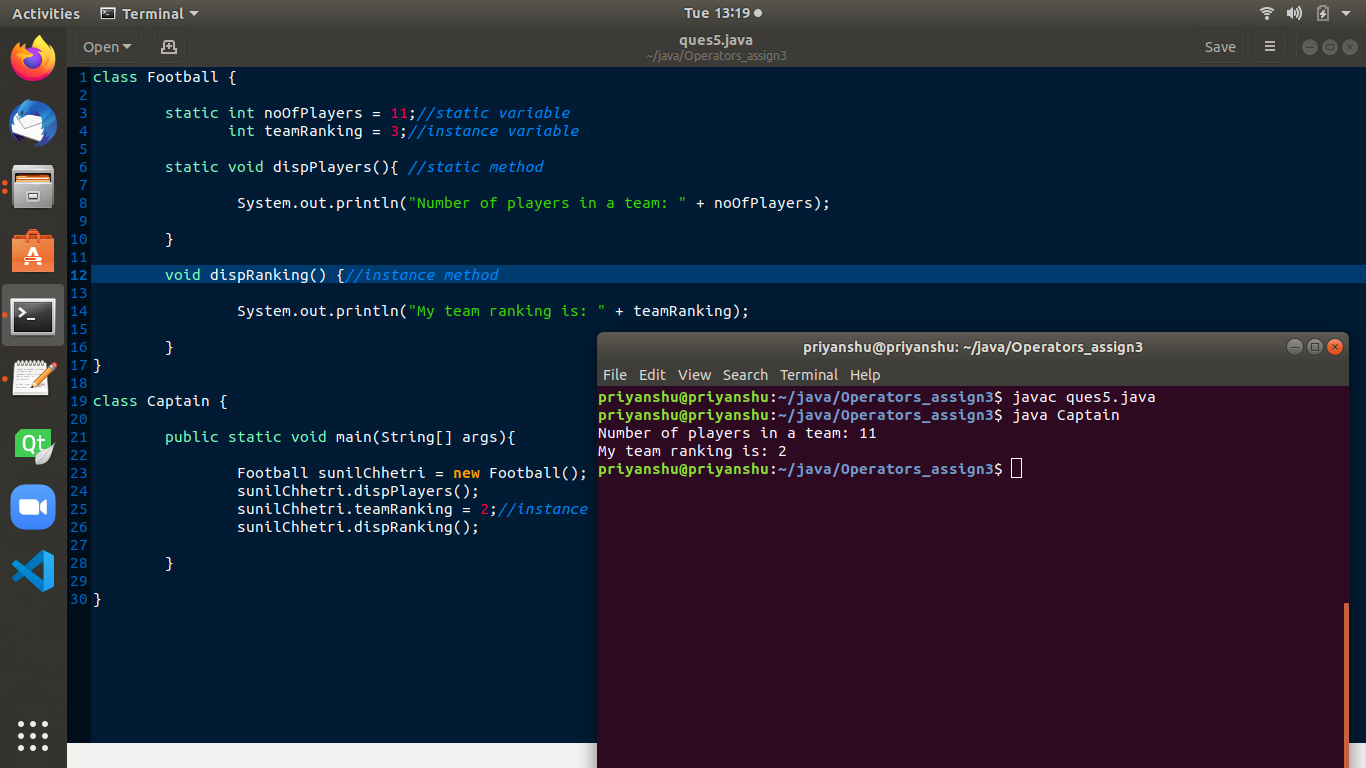 Activities Terminal Tue 13:19
Open ques5.java Save
~/java/Operators_assign3
1 class Football {
2
3 static int noOfPlayers = 11;//static variable
4 int teamRanking = 3;//instance variable
5
6 static void dispPlayers(){ //static method
7
8 System.out.println("Number of players in a team: " + noOfPlayers);
9
10 }
11
12 void dispRanking() {//instance method
13
14 System.out.println("My team ranking is: " + teamRanking);
15
16 }
17 }
18
19 class Captain {
20
21 public static void main(String[] args){
22
23 Football sunilChhetri = new Football();
24 sunilChhetri.dispPlayers();
25 sunilChhetri.teamRanking = 2;//instance
26 sunilChhetri.dispRanking();
27
28 }
29
30 }
priyanshu@priyanshu: ~/java/Operators_assign3
File Edit View Search Terminal Help
priyanshu@priyanshu:~/java/Operators_assign3$ javac ques5.java
priyanshu@priyanshu:~/java/Operators_assign3$ java Captain
Number of players in a team: 11
My team ranking is: 2
priyanshu@priyanshu:~/java/Operators_assign3$
Qt